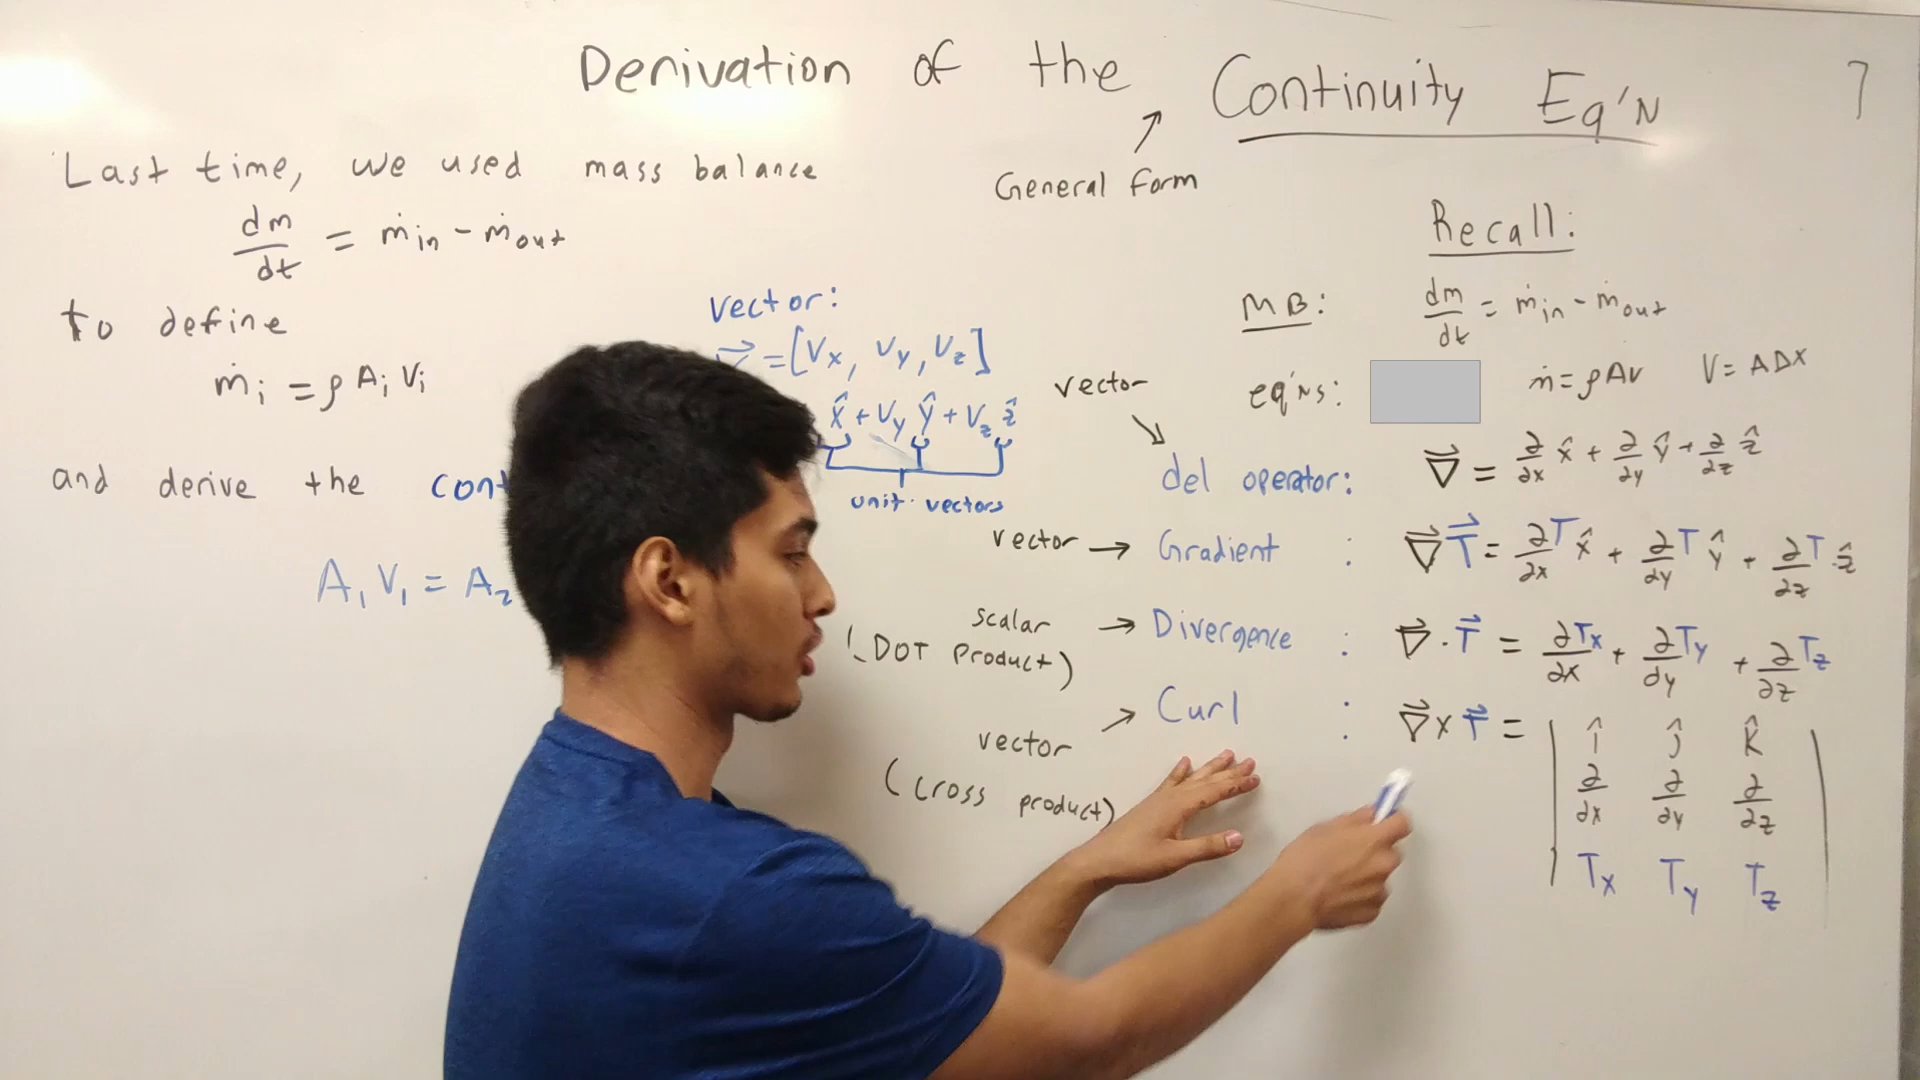 Derivation of the Continuity Eq'N
General Form
Last time, we used mass balance
dm/dt = ṁin - ṁout
to define
ṁi = ρ Ai Vi
and derive the
A₁ V₁ = A₂
vector:
= [Vx, Vy, Vz]
x̂ + Vy ŷ + Vz ẑ
unit vectors
Recall:
MB: dm/dt = ṁin - ṁout
eq'ns: ṁ = ρAv V = AΔX
vector
del operator: ∇⃗ = ∂/∂x x̂ + ∂/∂y ŷ + ∂/∂z ẑ
vector → Gradient : ∇⃗ T⃗ = ∂T/∂x x̂ + ∂T/∂y ŷ + ∂T/∂z ẑ
scalar → Divergence : ∇⃗ · T⃗ = ∂Tx/∂x + ∂Ty/∂y + ∂Tz/∂z
(DOT Product)
vector → Curl : ∇⃗ x T⃗ =
(Cross product)
î ĵ k̂
∂/∂x ∂/∂y ∂/∂z
Tx Ty Tz